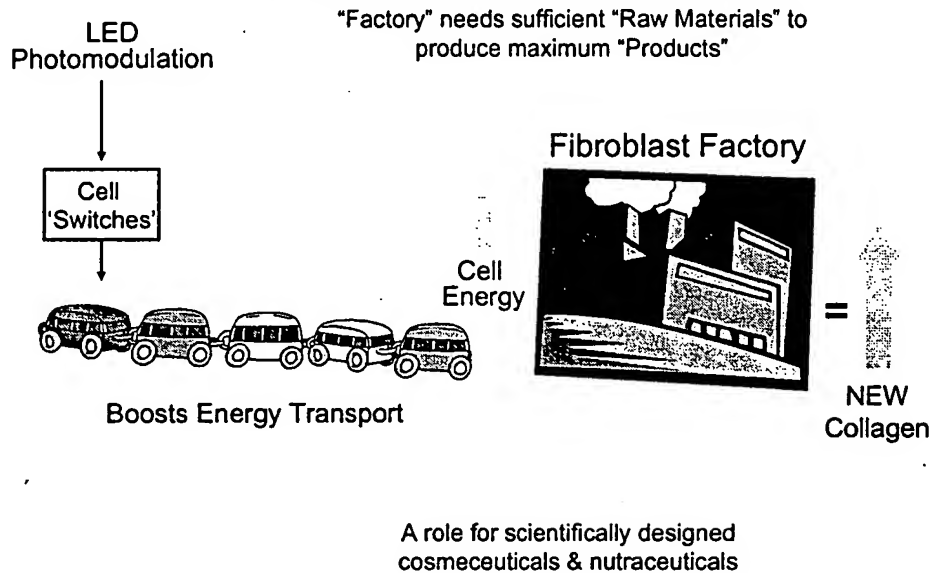 "Factory" needs sufficient "Raw Materials" to
produce maximum "Products"
LED
Photomodulation
Cell
'Switches'
Boosts Energy Transport
Cell
Energy
Fibroblast Factory
=
NEW
Collagen
A role for scientifically designed
cosmeceuticals & nutraceuticals